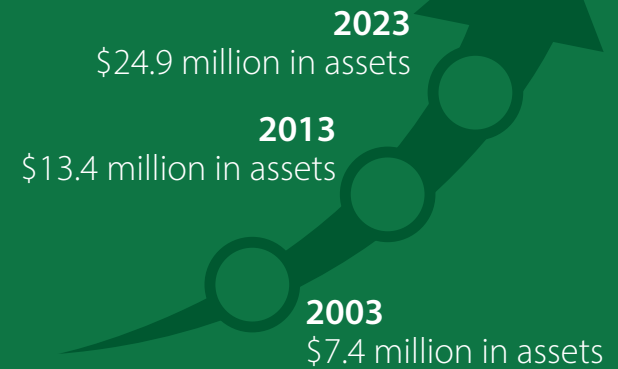 2023
$24.9 million in assets
2013
$13.4 million in assets
2003
$7.4 million in assets